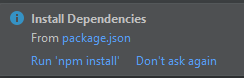 Install Dependencies
From package.json
Run 'npm install' Don't ask again